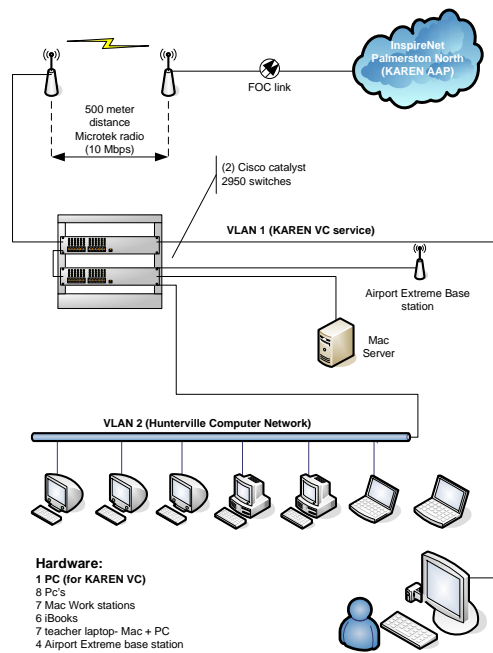 InspireNet
Palmerston North
(KAREN AAP)
FOC link
500 meter
distance
Microtek radio
(10 Mbps)
(2) Cisco catalyst
2950 switches
VLAN 1 (KAREN VC service)
Airport Extreme Base
station
Mac
Server
VLAN 2 (Hunterville Computer Network)
Hardware:
1 PC (for KAREN VC)
8 Pc's
7 Mac Work stations
6 iBooks
7 teacher laptop- Mac + PC
4 Airport Extreme base station